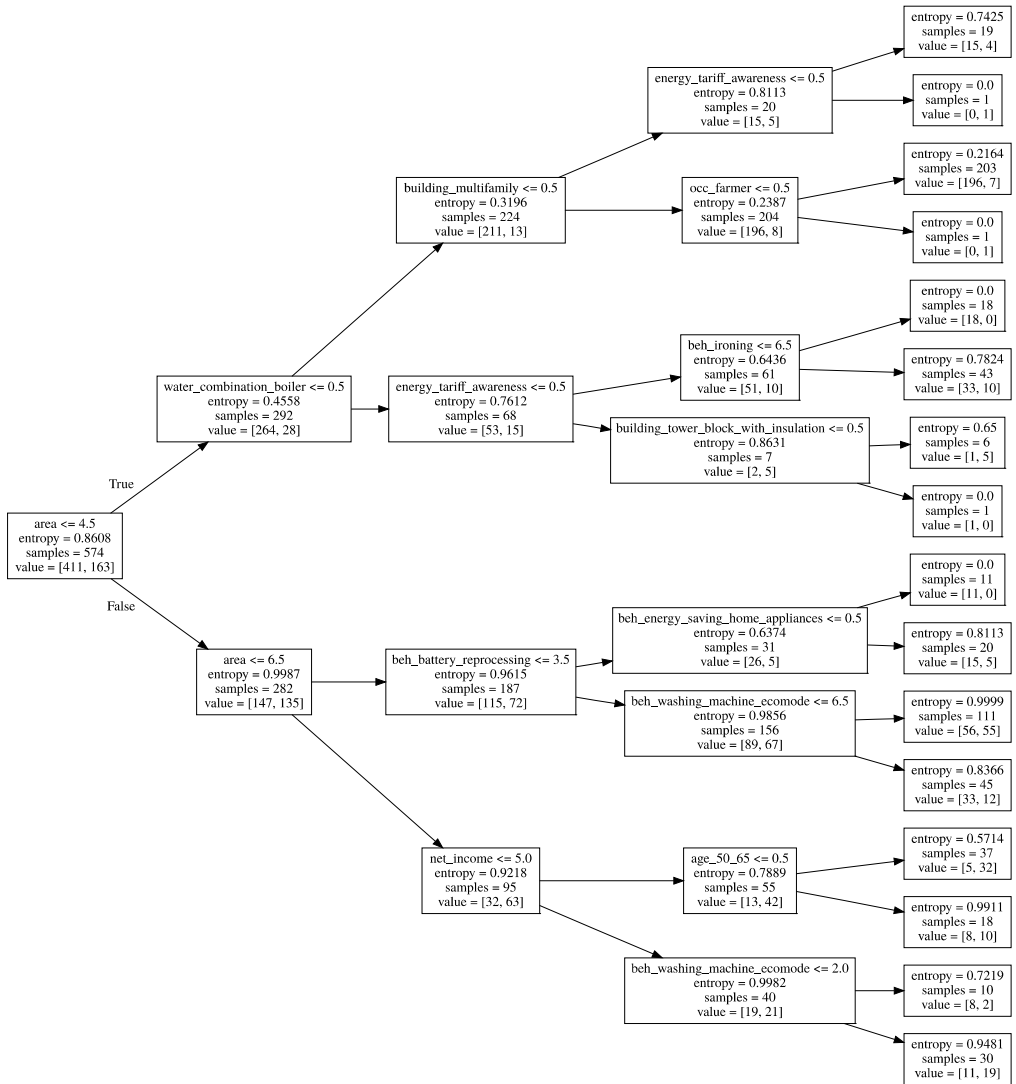 entropy = 0.7425
samples = 19
value = [15, 4]
energy_tariff_awareness <= 0.5
entropy = 0.8113
samples = 20
value = [15, 5]
entropy = 0.0
samples = 1
value = [0, 1]
building_multifamily <= 0.5
entropy = 0.3196
samples = 224
value = [211, 13]
occ_farmer <= 0.5
entropy = 0.2387
samples = 204
value = [196, 8]
entropy = 0.2164
samples = 203
value = [196, 7]
entropy = 0.0
samples = 1
value = [0, 1]
water_combination_boiler <= 0.5
entropy = 0.4558
samples = 292
value = [264, 28]
energy_tariff_awareness <= 0.5
entropy = 0.7612
samples = 68
value = [53, 15]
beh_ironing <= 6.5
entropy = 0.6436
samples = 61
value = [51, 10]
entropy = 0.0
samples = 18
value = [18, 0]
entropy = 0.7824
samples = 43
value = [33, 10]
building_tower_block_with_insulation <= 0.5
entropy = 0.8631
samples = 7
value = [2, 5]
entropy = 0.65
samples = 6
value = [1, 5]
entropy = 0.0
samples = 1
value = [1, 0]
True
area <= 4.5
entropy = 0.8608
samples = 574
value = [411, 163]
False
area <= 6.5
entropy = 0.9987
samples = 282
value = [147, 135]
beh_battery_reprocessing <= 3.5
entropy = 0.9615
samples = 187
value = [115, 72]
beh_energy_saving_home_appliances <= 0.5
entropy = 0.6374
samples = 31
value = [26, 5]
entropy = 0.0
samples = 11
value = [11, 0]
entropy = 0.8113
samples = 20
value = [15, 5]
beh_washing_machine_ecomode <= 6.5
entropy = 0.9856
samples = 156
value = [89, 67]
entropy = 0.9999
samples = 111
value = [56, 55]
entropy = 0.8366
samples = 45
value = [33, 12]
net_income <= 5.0
entropy = 0.9218
samples = 95
value = [32, 63]
age_50_65 <= 0.5
entropy = 0.7889
samples = 55
value = [13, 42]
entropy = 0.5714
samples = 37
value = [5, 32]
entropy = 0.9911
samples = 18
value = [8, 10]
beh_washing_machine_ecomode <= 2.0
entropy = 0.9982
samples = 40
value = [19, 21]
entropy = 0.7219
samples = 10
value = [8, 2]
entropy = 0.9481
samples = 30
value = [11, 19]